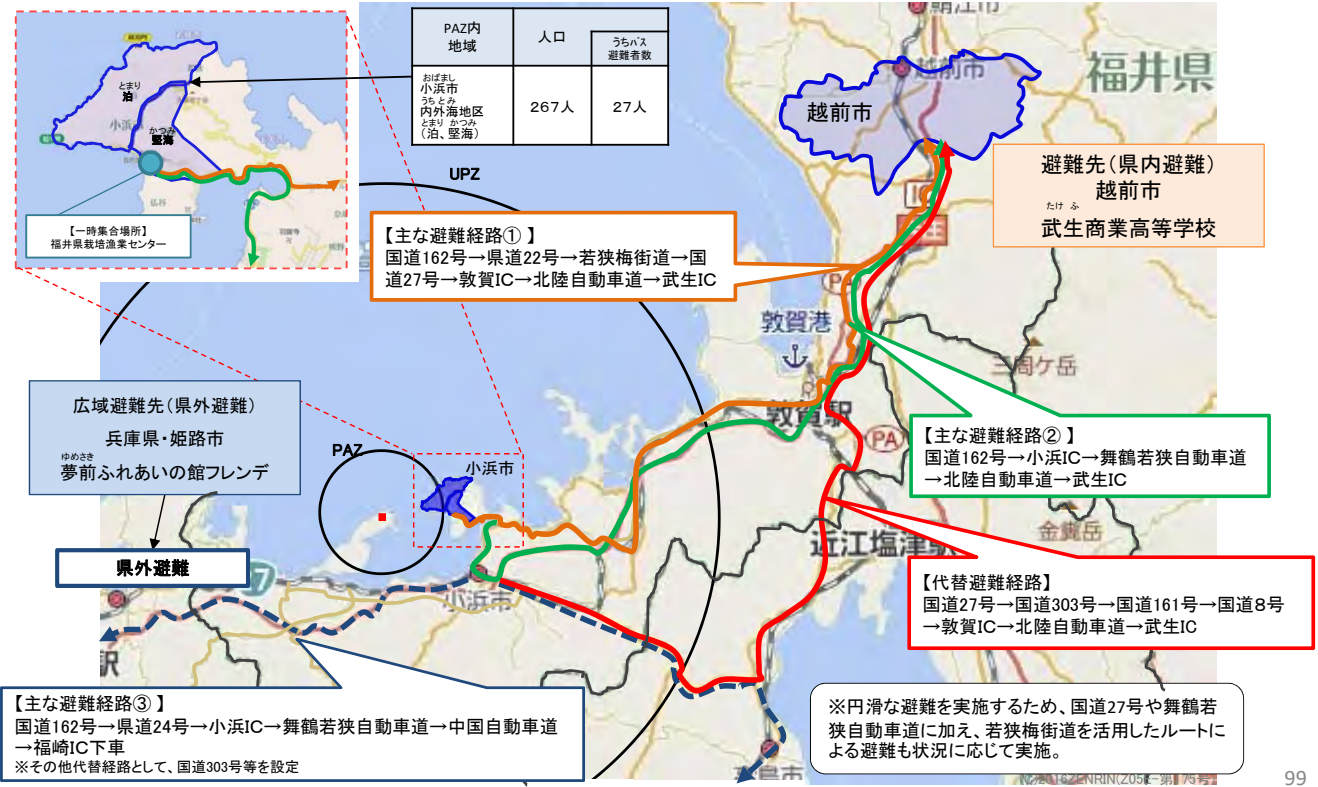 PAZ内
地域
人口
うちバス
避難者数
おばまし
小浜市
うちとみ
内外海地区
とまり かつみ
(泊、堅海)
267人
27人
とまり
泊
小浜
かつみ
堅海
仏谷
【一時集合場所】
福井県栽培漁業センター
鯖江市
越前市
福井県
越前市
避難先(県内避難)
越前市
たけ ふ
武生商業高等学校
UPZ
【主な避難経路①】
国道162号→県道22号→若狭梅街道→国
道27号→敦賀IC→北陸自動車道→武生IC
IC
PA
敦賀港
三周ケ岳
敦賀駅
PA
広域避難先(県外避難)
兵庫県・姫路市
ゆめさき
夢前ふれあいの館フレンデ
PAZ
小浜市
【主な避難経路②】
国道162号→小浜IC→舞鶴若狭自動車道
→北陸自動車道→武生IC
金糞岳
近江塩津駅
県外避難
小浜市
【代替避難経路】
国道27号→国道303号→国道161号→国道8号
→敦賀IC→北陸自動車道→武生IC
駅
【主な避難経路③】
国道162号→県道24号→小浜IC→舞鶴若狭自動車道→中国自動車道
→福崎IC下車
※その他代替経路として、国道303号等を設定
※円滑な避難を実施するため、国道27号や舞鶴若
狭自動車道に加え、若狭梅街道を活用したルートに
よる避難も状況に応じて実施。
島市
99